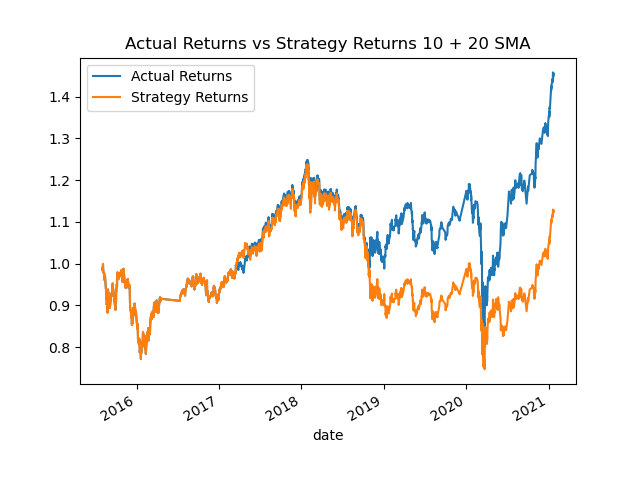 Actual Returns vs Strategy Returns 10 + 20 SMA
Actual Returns
Strategy Returns
1.4
1.3
1.2
1.1
1.0
0.9
0.8
2016 2017 2018 2019 2020 2021
date